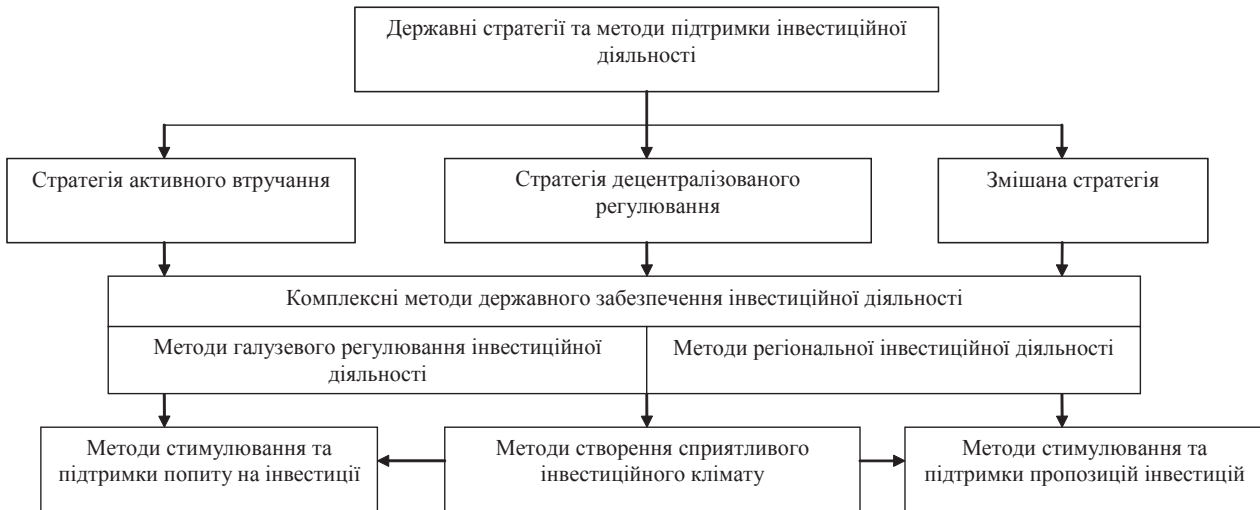 Державні стратегії та методи підтримки інвестиційної
діяльності
Стратегія активного втручання
Стратегія децентралізованого
регулювання
Змішана стратегія
Комплексні методи державного забезпечення інвестиційної діяльності
Методи галузевого регулювання інвестиційної
діяльності
Методи регіональної інвестиційної діяльності
Методи стимулювання та
підтримки попиту на інвестиції
Методи створення сприятливого
інвестиційного клімату
Методи стимулювання та
підтримки пропозицій інвестицій